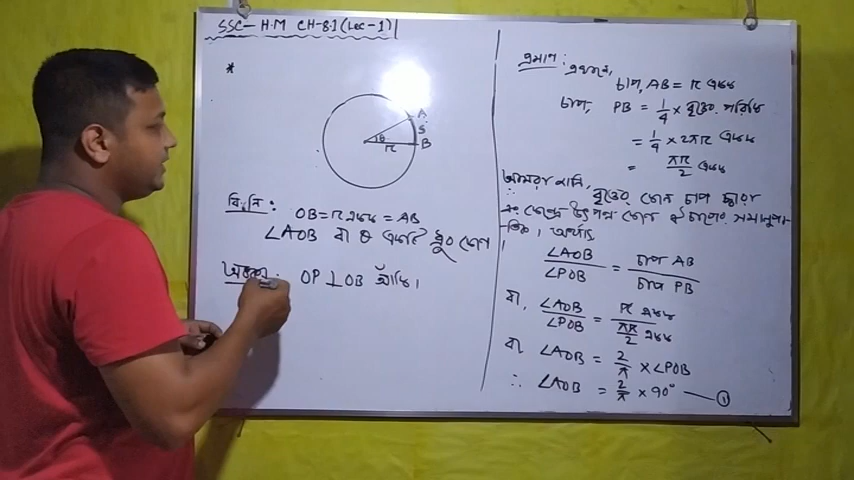 SSC- H.M CH-8.1 (Lec-1)
*
A
S
θ
r
B
বি:নি:
OB = r একক = AB
∠AOB বা θ একটি ধ্রুব কোণ
অঙ্কন:
OP ⊥ OB আঁকি।
প্রমাণ: এখানে,
চাপ, AB = r একক
চাপ, PB = 1/4 × বৃত্তের পরিধি
= 1/4 × 2πr একক
= πr/2 একক
আমরা জানি, বৃত্তের কোন চাপ দ্বারা
কেন্দ্রে উৎপন্ন কোণ ঐ চাপের সমানুপা-
-তিক। অর্থাৎ
∠AOB/∠POB = চাপ AB/চাপ PB
বা, ∠AOB/∠POB = r একক/πr/2 একক
বা ∠AOB = 2/π × ∠POB
∴ ∠AOB = 2/π × 90° — ①